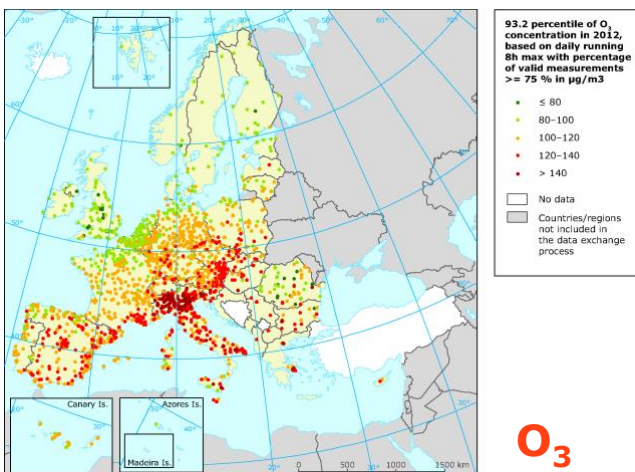 93.2 percentile of O₃
concentration in 2012,
based on daily running
8h max with percentage
of valid measurements
>= 75 % in µg/m3
≤ 80
80–100
100–120
120–140
> 140
No data
Countries/regions
not included in
the data exchange
process
Canary Is.
Azores Is.
Madeira Is.
0 500 1000 1500 km
O₃